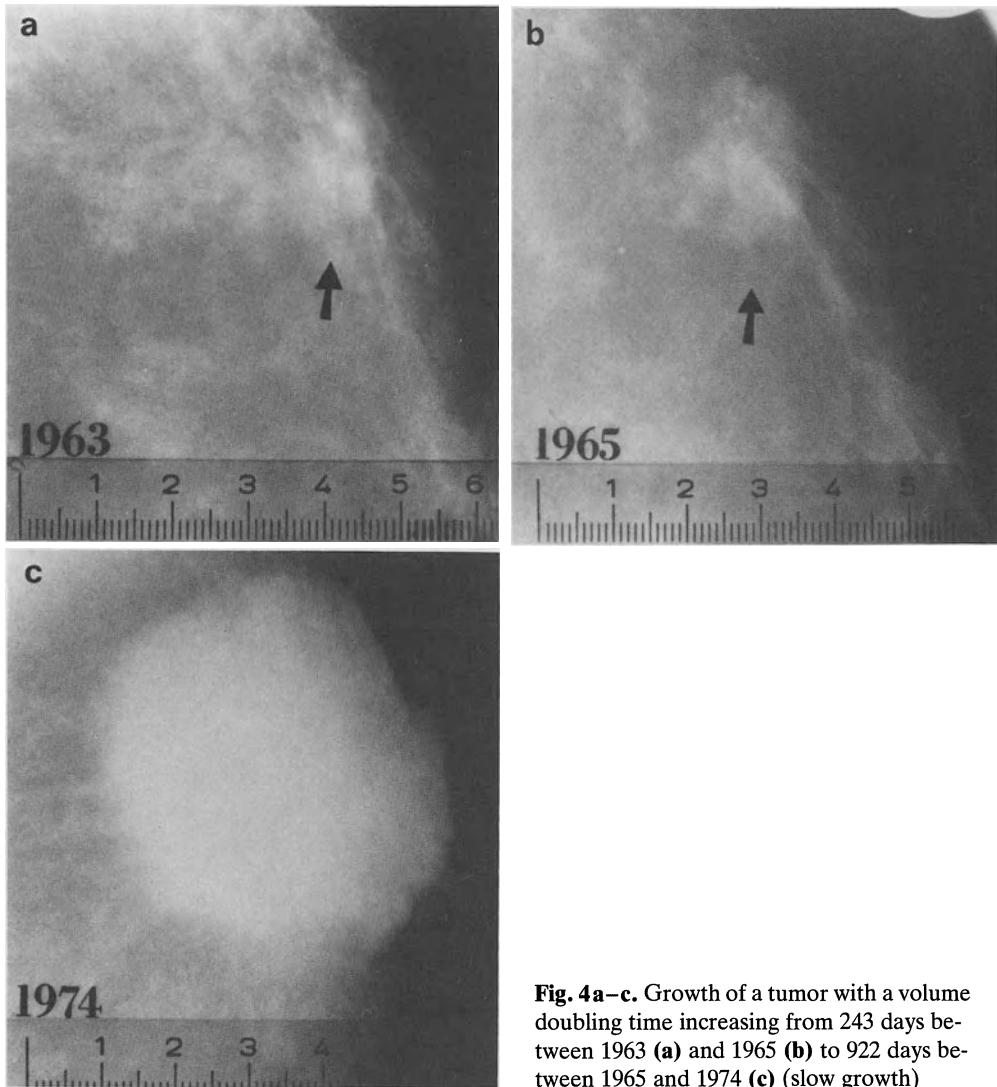 a
b
1963
1 2 3 4 5 6
1965
1 2 3 4 5
c
1974
1 2 3 4
Fig. 4a–c. Growth of a tumor with a volume
doubling time increasing from 243 days be-
tween 1963 (a) and 1965 (b) to 922 days be-
tween 1965 and 1974 (c) (slow growth)